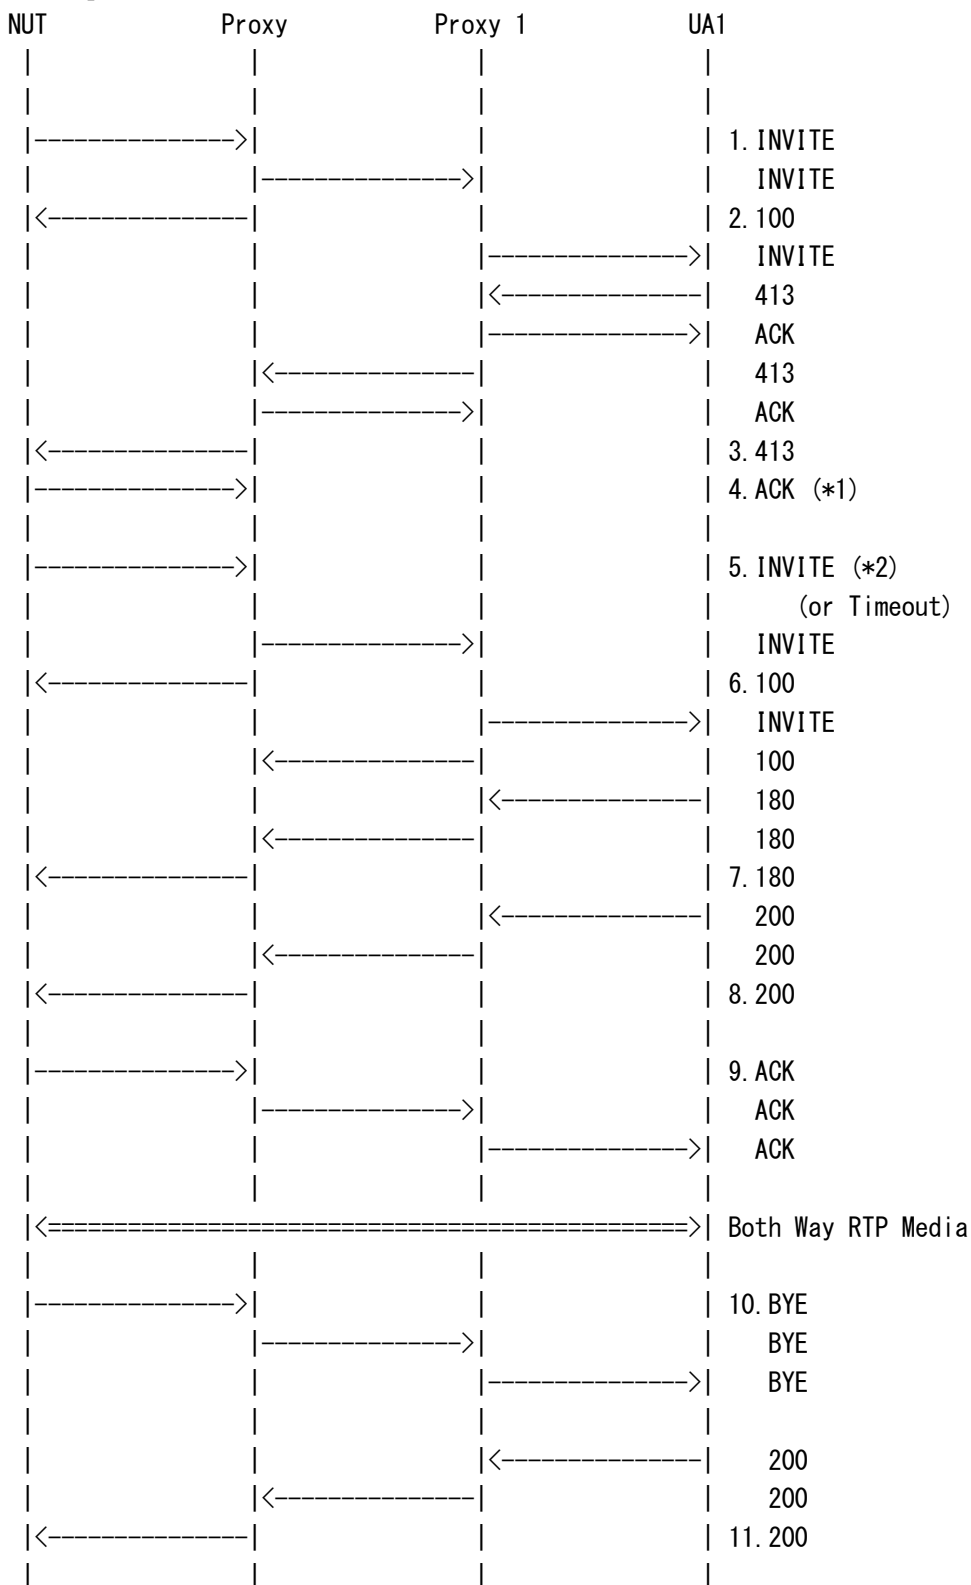 NUT Proxy Proxy 1 UA1
| | | |
| | | |
|--------------->| | | 1. INVITE
| |--------------->| | INVITE
|<---------------| | | 2. 100
| | |--------------->| INVITE
| | |<---------------| 413
| | |--------------->| ACK
| |<---------------| | 413
| |--------------->| | ACK
|<---------------| | | 3. 413
|--------------->| | | 4. ACK (*1)
| | | |
|--------------->| | | 5. INVITE (*2)
| | | | (or Timeout)
| |--------------->| | INVITE
|<---------------| | | 6. 100
| | |--------------->| INVITE
| |<---------------| | 100
| | |<---------------| 180
| |<---------------| | 180
|<---------------| | | 7. 180
| | |<---------------| 200
| |<---------------| | 200
|<---------------| | | 8. 200
| | | |
|--------------->| | | 9. ACK
| |--------------->| | ACK
| | |--------------->| ACK
| | | |
|<================================================>| Both Way RTP Media
| | | |
|--------------->| | | 10. BYE
| |--------------->| | BYE
| | |--------------->| BYE
| | | |
| | |<---------------| 200
| |<---------------| | 200
|<---------------| | | 11. 200
| | | |